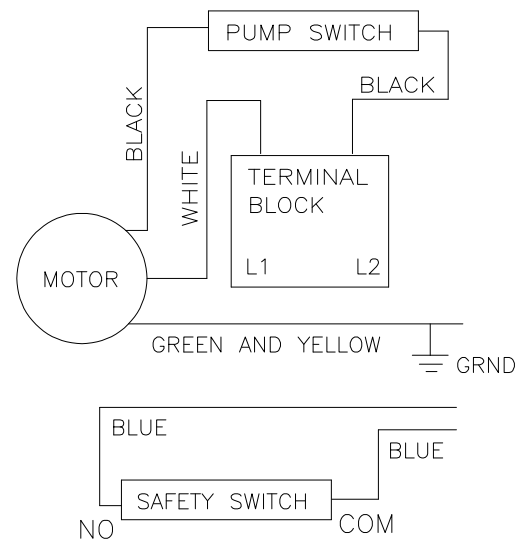 PUMP SWITCH
BLACK
BLACK
WHITE
TERMINAL
BLOCK
L1 L2
MOTOR
GREEN AND YELLOW
GRND
BLUE
BLUE
SAFETY SWITCH
NO
COM